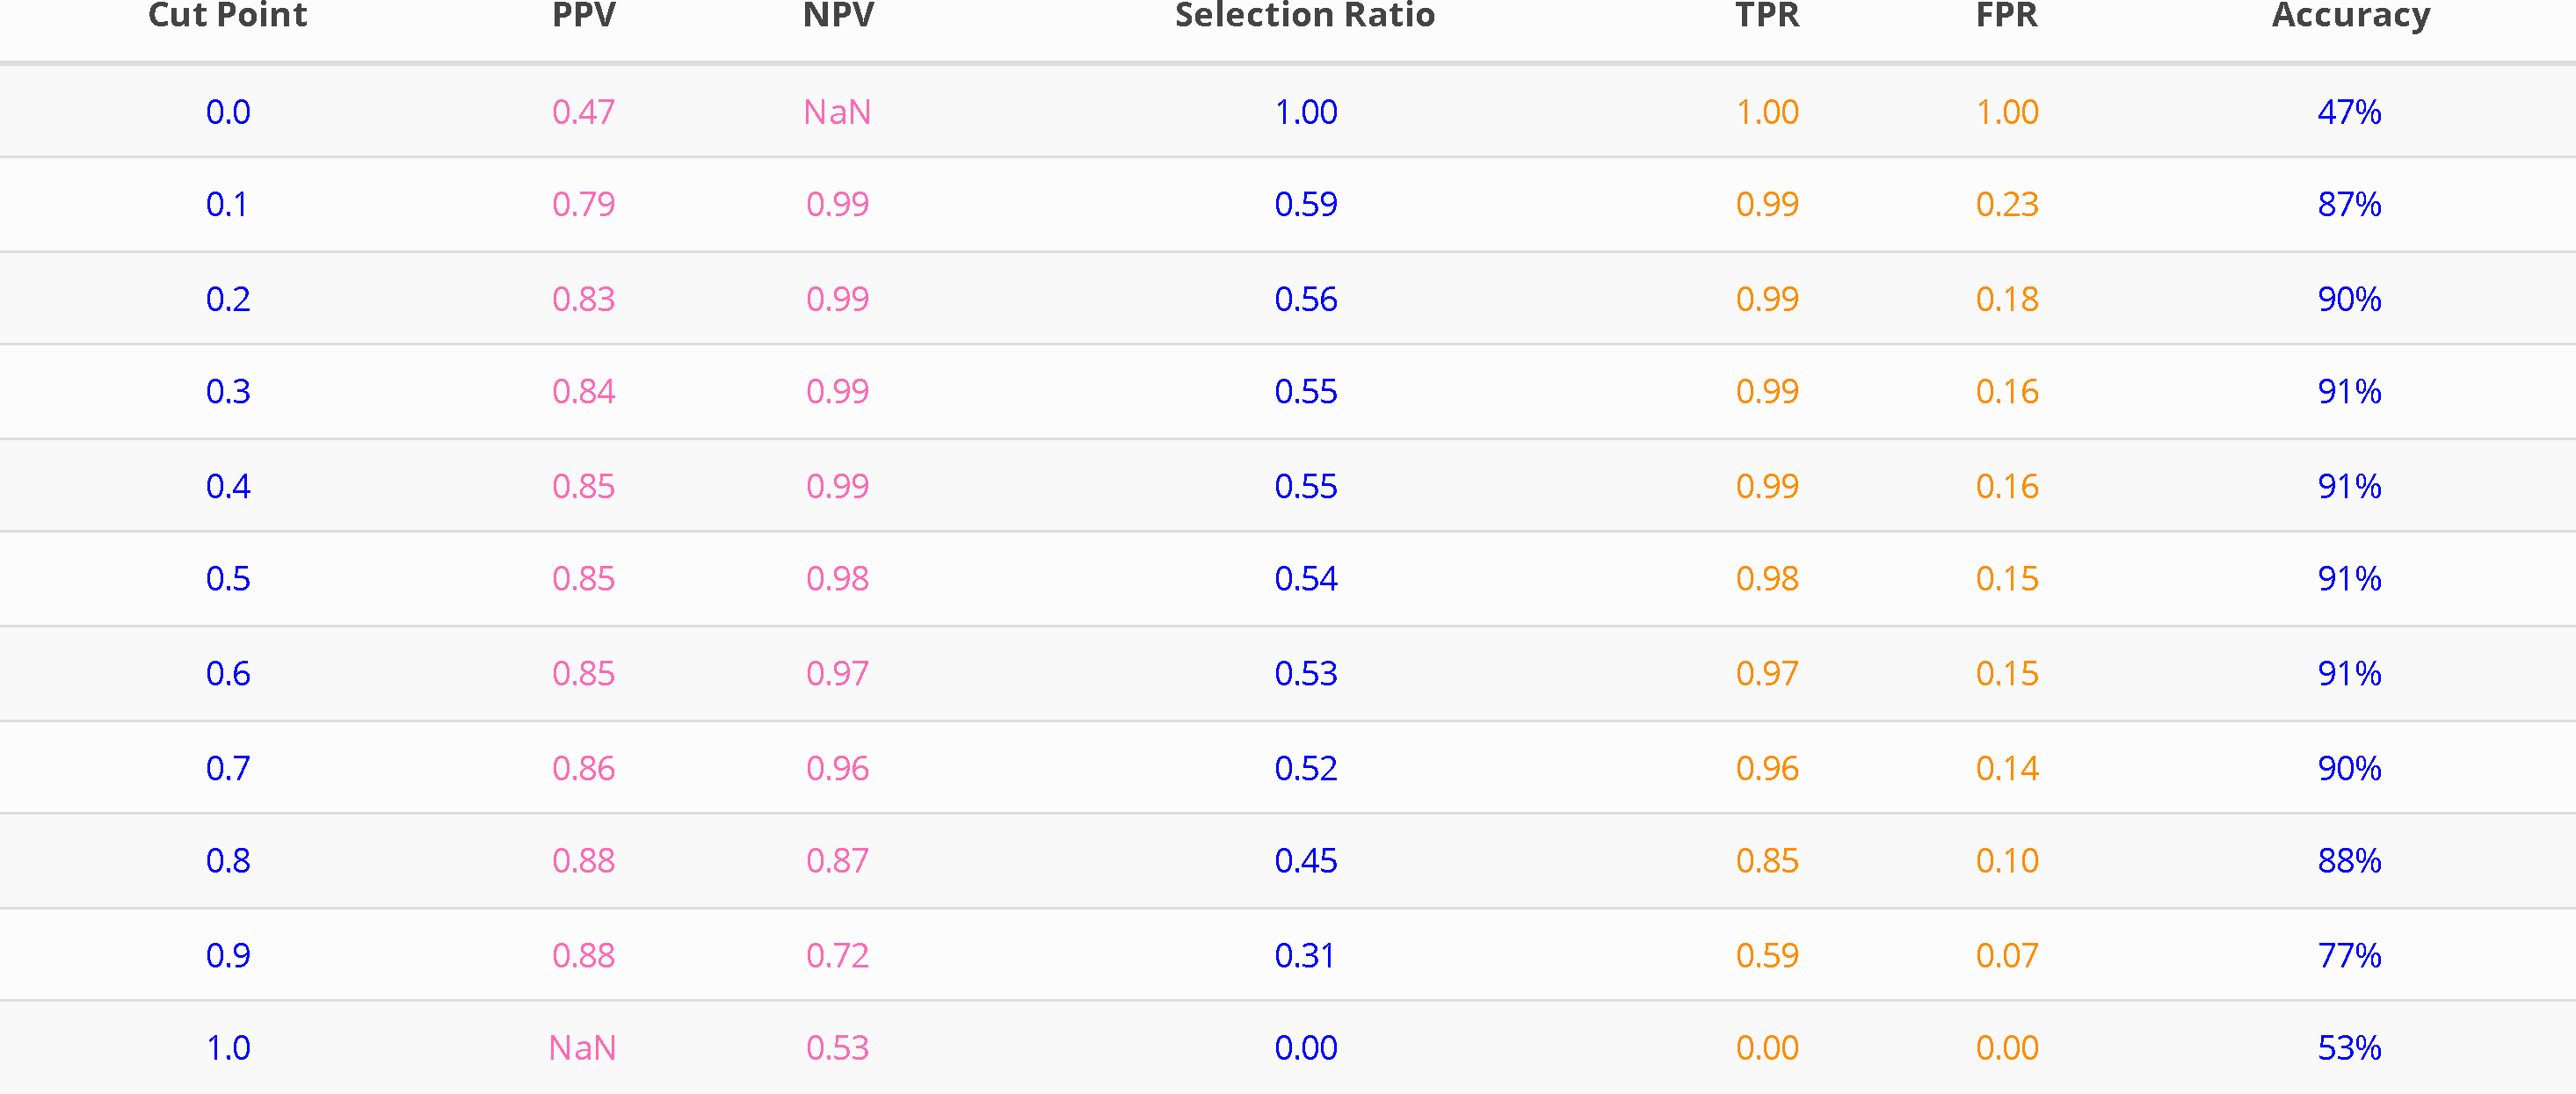 Cut Point PPV NPV Selection Ratio TPR FPR Accuracy
0.0 0.47 NaN 1.00 1.00 1.00 47%
0.1 0.79 0.99 0.59 0.99 0.23 87%
0.2 0.83 0.99 0.56 0.99 0.18 90%
0.3 0.84 0.99 0.55 0.99 0.16 91%
0.4 0.85 0.99 0.55 0.99 0.16 91%
0.5 0.85 0.98 0.54 0.98 0.15 91%
0.6 0.85 0.97 0.53 0.97 0.15 91%
0.7 0.86 0.96 0.52 0.96 0.14 90%
0.8 0.88 0.87 0.45 0.85 0.10 88%
0.9 0.88 0.72 0.31 0.59 0.07 77%
1.0 NaN 0.53 0.00 0.00 0.00 53%